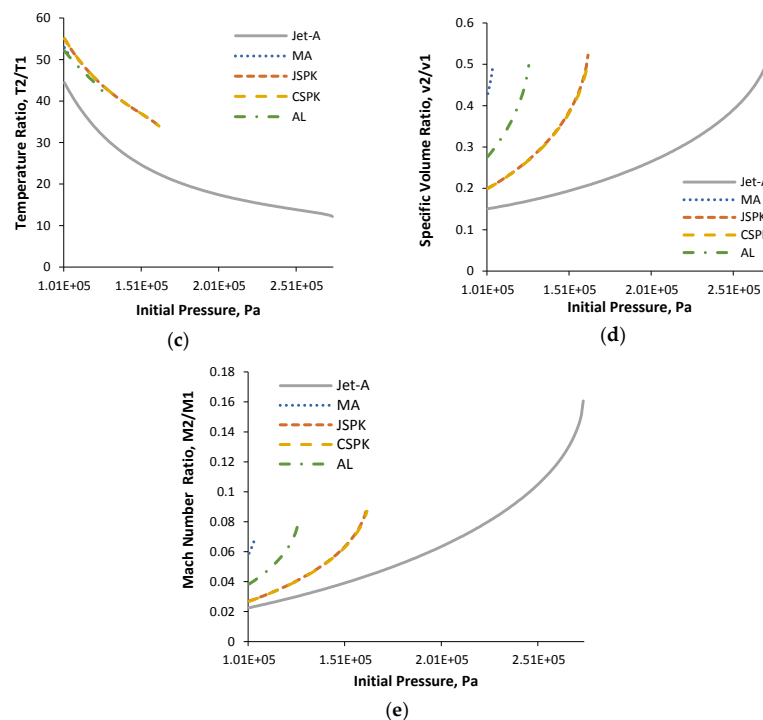 60
50
40
30
20
10
0
Temperature Ratio, T2/T1
Jet-A
MA
JSPK
CSPK
AL
1.01E+05 1.51E+05 2.01E+05 2.51E+05
Initial Pressure, Pa
(c)
0.6
0.5
0.4
0.3
0.2
0.1
0
Specific Volume Ratio, v2/v1
Jet-A
MA
JSPK
CSPK
AL
1.01E+05 1.51E+05 2.01E+05 2.51E+05
Initial Pressure, Pa
(d)
0.18
0.16
0.14
0.12
0.1
0.08
0.06
0.04
0.02
0
Mach Number Ratio, M2/M1
Jet-A
MA
JSPK
CSPK
AL
1.01E+05 1.51E+05 2.01E+05 2.51E+05
Initial Pressure, Pa
(e)